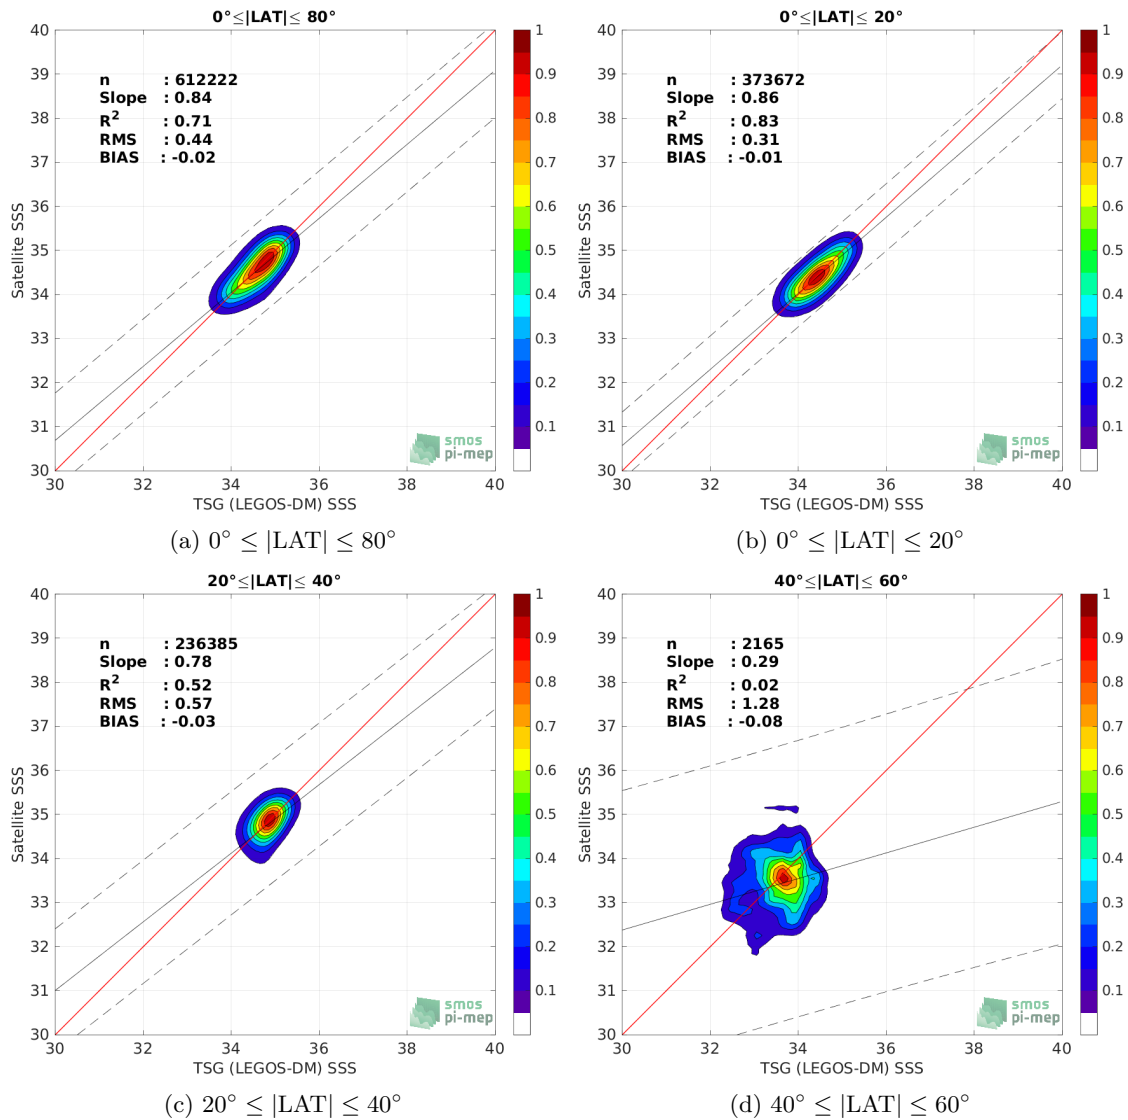 0°≤|LAT|≤ 80°
40
39
38
37
36
35
34
33
32
31
30
Satellite SSS
n : 612222
Slope : 0.84
R² : 0.71
RMS : 0.44
BIAS : -0.02
smos
pi-mep
30 32 34 36 38 40
TSG (LEGOS-DM) SSS
1
0.9
0.8
0.7
0.6
0.5
0.4
0.3
0.2
0.1
(a) 0° ≤ |LAT| ≤ 80°
0°≤|LAT|≤ 20°
40
39
38
37
36
35
34
33
32
31
30
Satellite SSS
n : 373672
Slope : 0.86
R² : 0.83
RMS : 0.31
BIAS : -0.01
smos
pi-mep
30 32 34 36 38 40
TSG (LEGOS-DM) SSS
1
0.9
0.8
0.7
0.6
0.5
0.4
0.3
0.2
0.1
(b) 0° ≤ |LAT| ≤ 20°
20°≤|LAT|≤ 40°
40
39
38
37
36
35
34
33
32
31
30
Satellite SSS
n : 236385
Slope : 0.78
R² : 0.52
RMS : 0.57
BIAS : -0.03
smos
pi-mep
30 32 34 36 38 40
TSG (LEGOS-DM) SSS
1
0.9
0.8
0.7
0.6
0.5
0.4
0.3
0.2
0.1
(c) 20° ≤ |LAT| ≤ 40°
40°≤|LAT|≤ 60°
40
39
38
37
36
35
34
33
32
31
30
Satellite SSS
n : 2165
Slope : 0.29
R² : 0.02
RMS : 1.28
BIAS : -0.08
smos
pi-mep
30 32 34 36 38 40
TSG (LEGOS-DM) SSS
1
0.9
0.8
0.7
0.6
0.5
0.4
0.3
0.2
0.1
(d) 40° ≤ |LAT| ≤ 60°